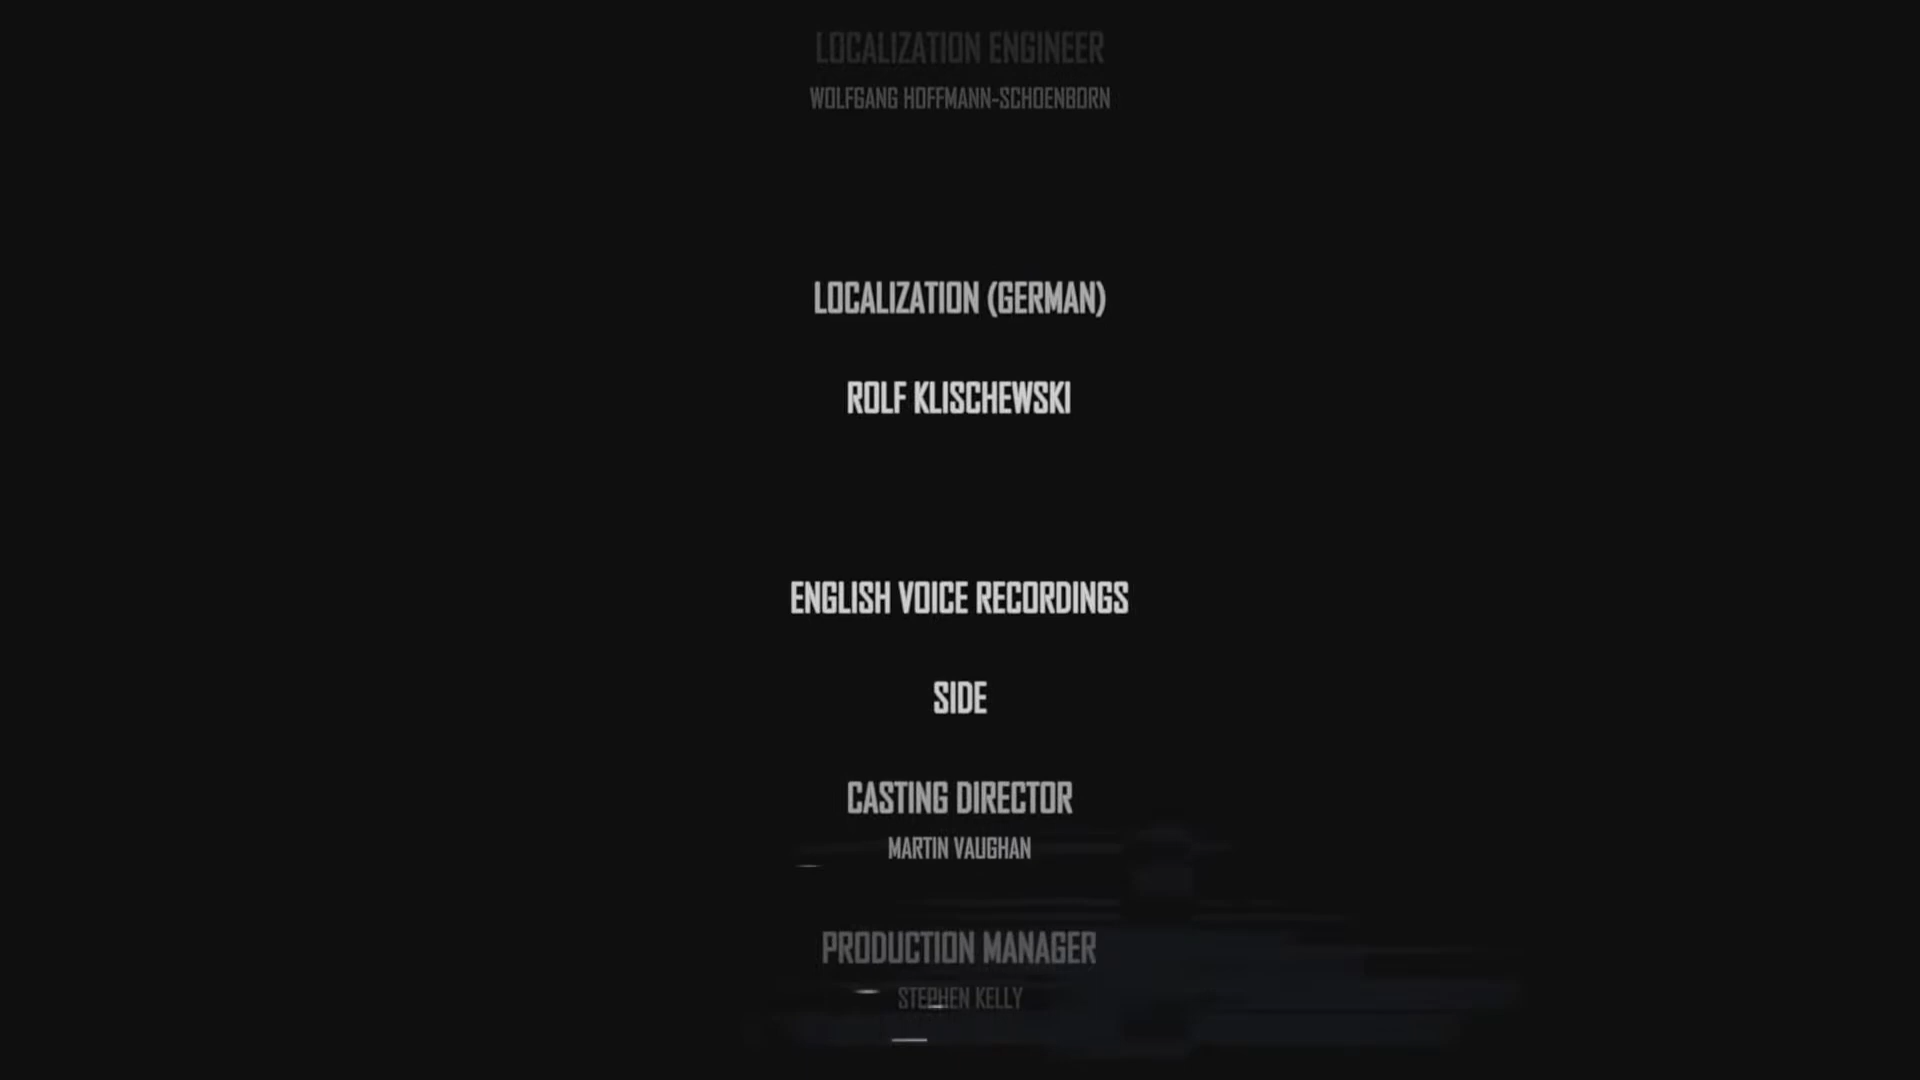 LOCALIZATION ENGINEER
WOLFGANG HOFFMANN-SCHOENBORN
LOCALIZATION (GERMAN)
ROLF KLISCHEWSKI
ENGLISH VOICE RECORDINGS
SIDE
CASTING DIRECTOR
MARTIN VAUGHAN
PRODUCTION MANAGER
STEPHEN KELLY